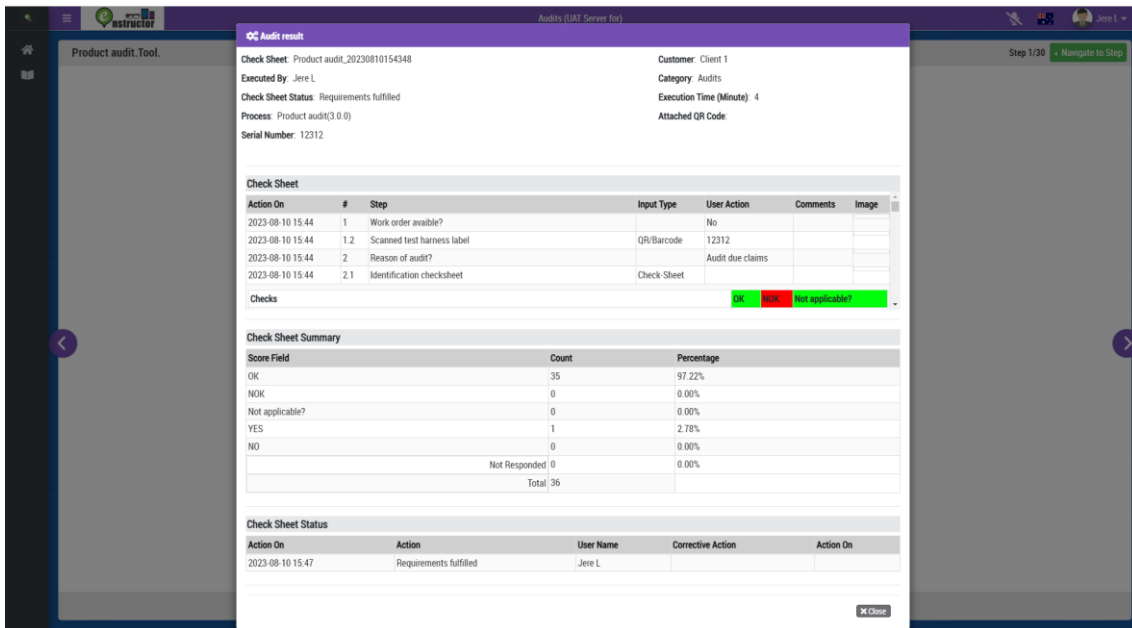 eInstructor
Audits (UAT Server for)
Jere L
Product audit.Tool.
Step 1/30
Navigate to Step
Audit result
Check Sheet: Product audit_20230810154348
Customer: Client 1
Executed By: Jere L
Category: Audits
Check Sheet Status: Requirements fulfilled
Execution Time (Minute): 4
Process: Product audit(3.0.0)
Attached QR Code:
Serial Number: 12312
Check Sheet
Action On # Step Input Type User Action Comments Image
2023-08-10 15:44 1 Work order avaible? No
2023-08-10 15:44 1.2 Scanned test harness label QR/Barcode 12312
2023-08-10 15:44 2 Reason of audit? Audit due claims
2023-08-10 15:44 2.1 Identification checksheet Check-Sheet
Checks OK NOK Not applicable?
Check Sheet Summary
Score Field Count Percentage
OK 35 97.22%
NOK 0 0.00%
Not applicable? 0 0.00%
YES 1 2.78%
NO 0 0.00%
Not Responded 0 0.00%
Total 36
Check Sheet Status
Action On Action User Name Corrective Action Action On
2023-08-10 15:47 Requirements fulfilled Jere L
Close